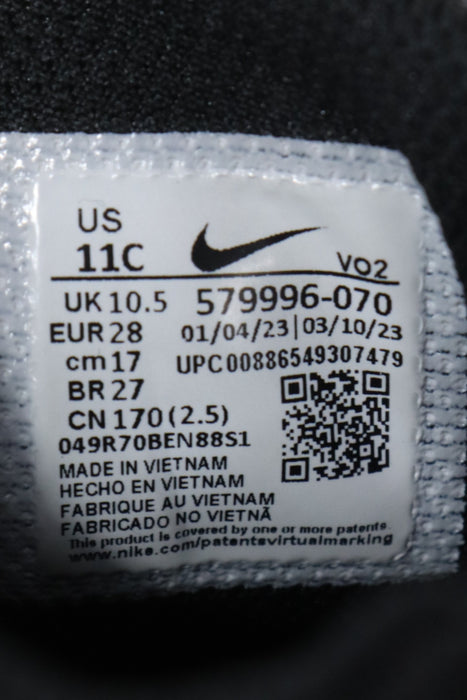 US
11C
VO2
UK 10.5 579996-070
EUR 28 01/04/23|03/10/23
cm 17 UPC 00886549307479
BR 27
CN 170 (2.5)
049R70BEN88S1
MADE IN VIETNAM
HECHO EN VIETNAM
FABRIQUE AU VIETNAM
FABRICADO NO VIETNÃ
This product is covered by one or more patents.
www.nike.com/patentsvirtualmarking